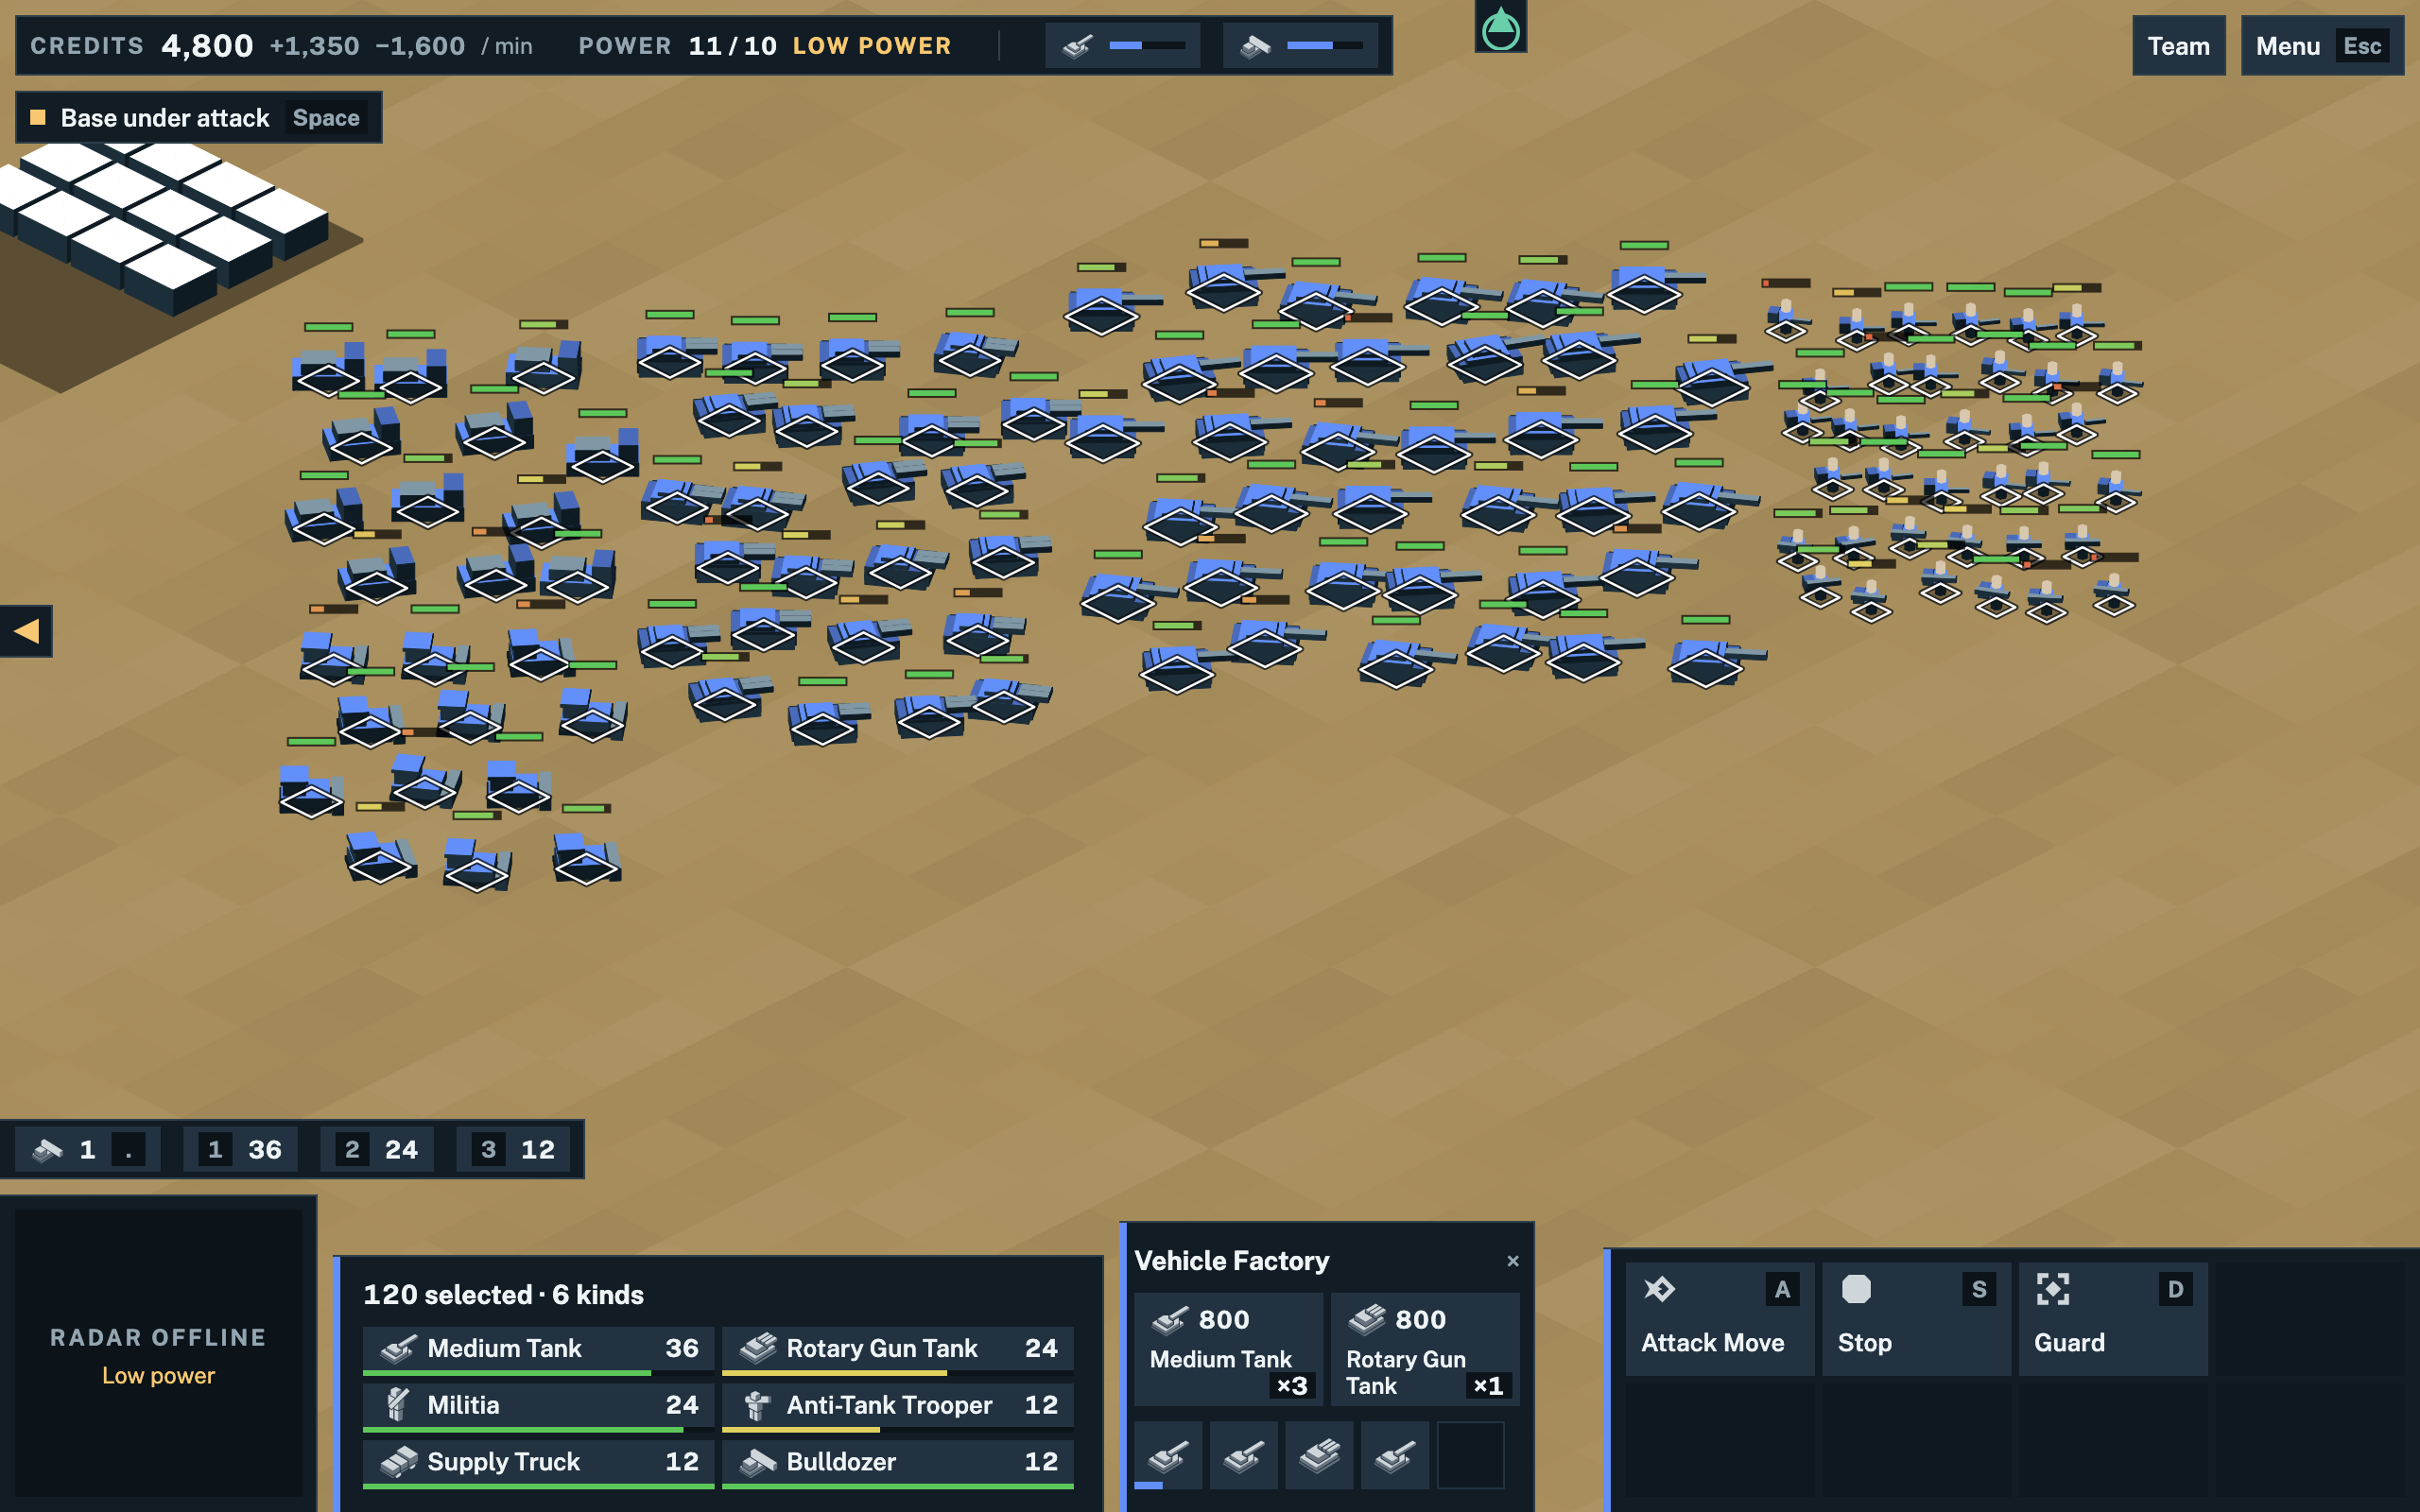 CREDITS 4,800 +1,350 −1,600 / min POWER 11 / 10 LOW POWER
Team
Menu Esc
Base under attack Space
1 .
1 36
2 24
3 12
RADAR OFFLINE
Low power
120 selected · 6 kinds
Medium Tank 36
Rotary Gun Tank 24
Militia 24
Anti-Tank Trooper 12
Supply Truck 12
Bulldozer 12
Vehicle Factory ×
800
Medium Tank
×3
800
Rotary Gun
Tank ×1
A
Attack Move
S
Stop
D
Guard